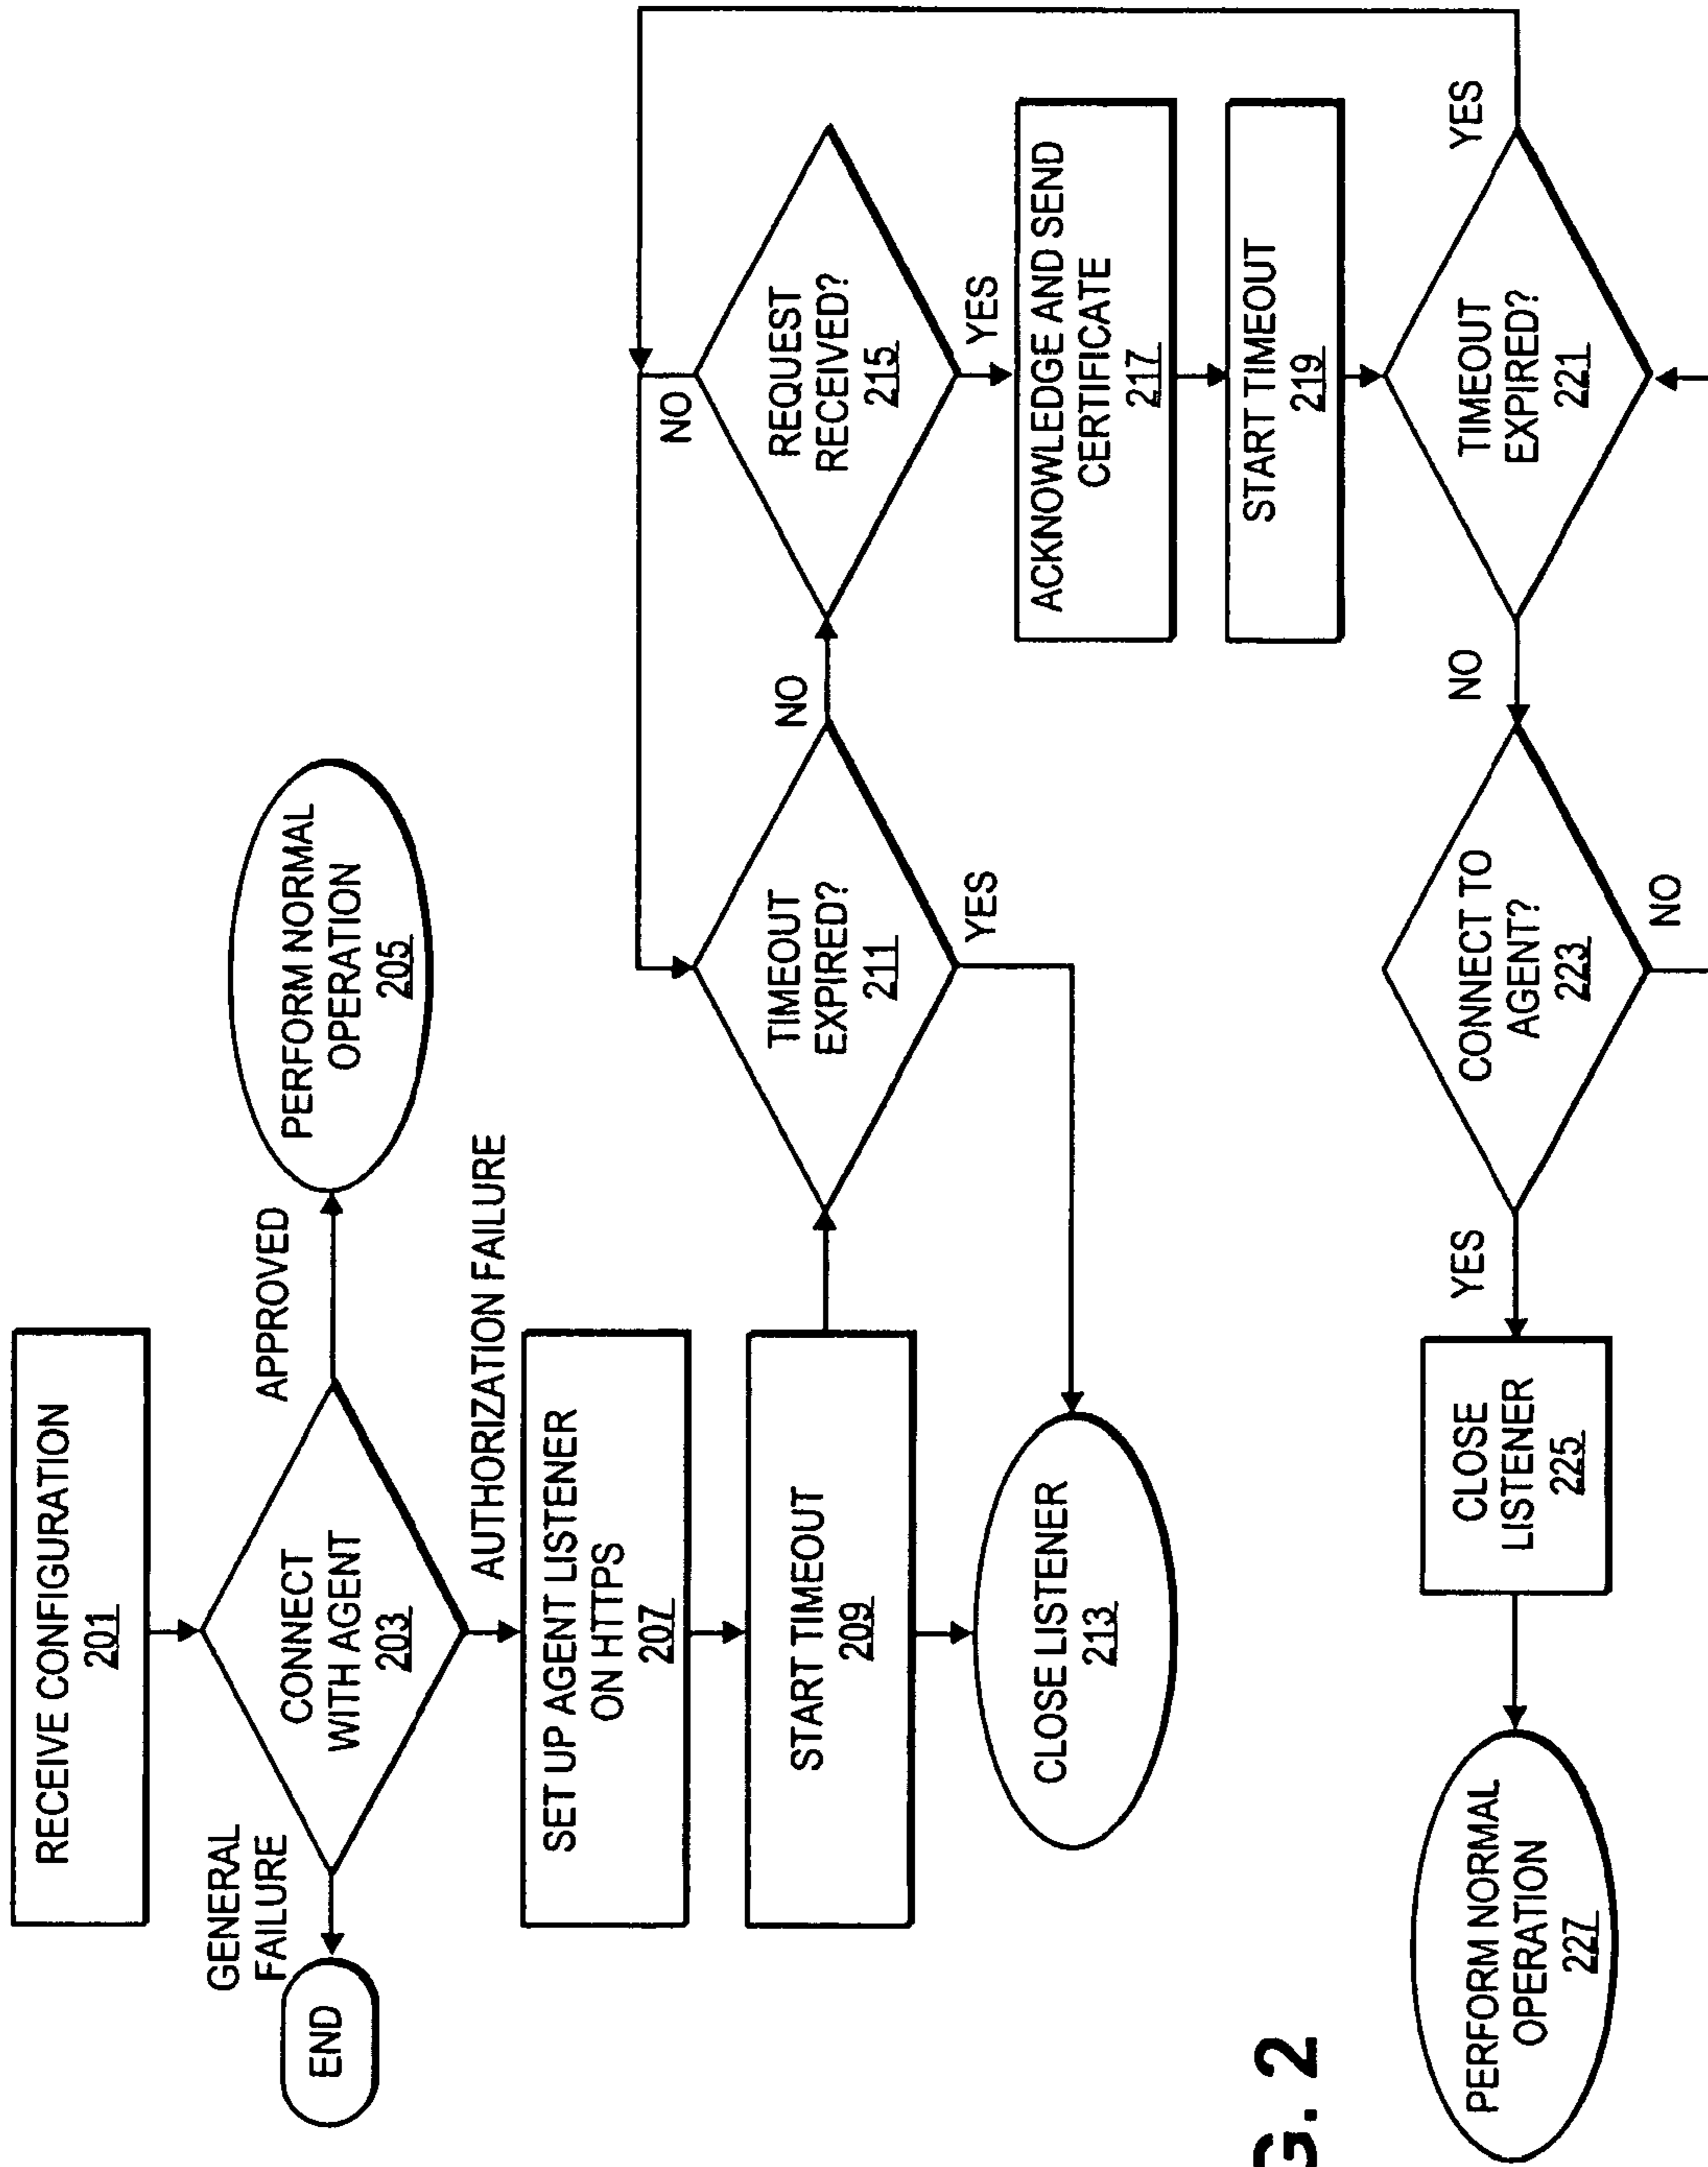 RECEIVE CONFIGURATION
201
GENERAL
FAILURE
END
CONNECT
WITH AGENT
203
APPROVED
PERFORM NORMAL
OPERATION
205
AUTHORIZATION FAILURE
SET UP AGENT LISTENER
ON HTTPS
207
START TIMEOUT
209
CLOSE LISTENER
213
TIMEOUT
EXPIRED?
211
YES
NO
REQUEST
RECEIVED?
215
NO
YES
ACKNOWLEDGE AND SEND
CERTIFICATE
217
START TIMEOUT
219
TIMEOUT
EXPIRED?
221
YES
NO
CONNECT TO
AGENT?
223
NO
YES
CLOSE
LISTENER
225
PERFORM NORMAL
OPERATION
227
G. 2